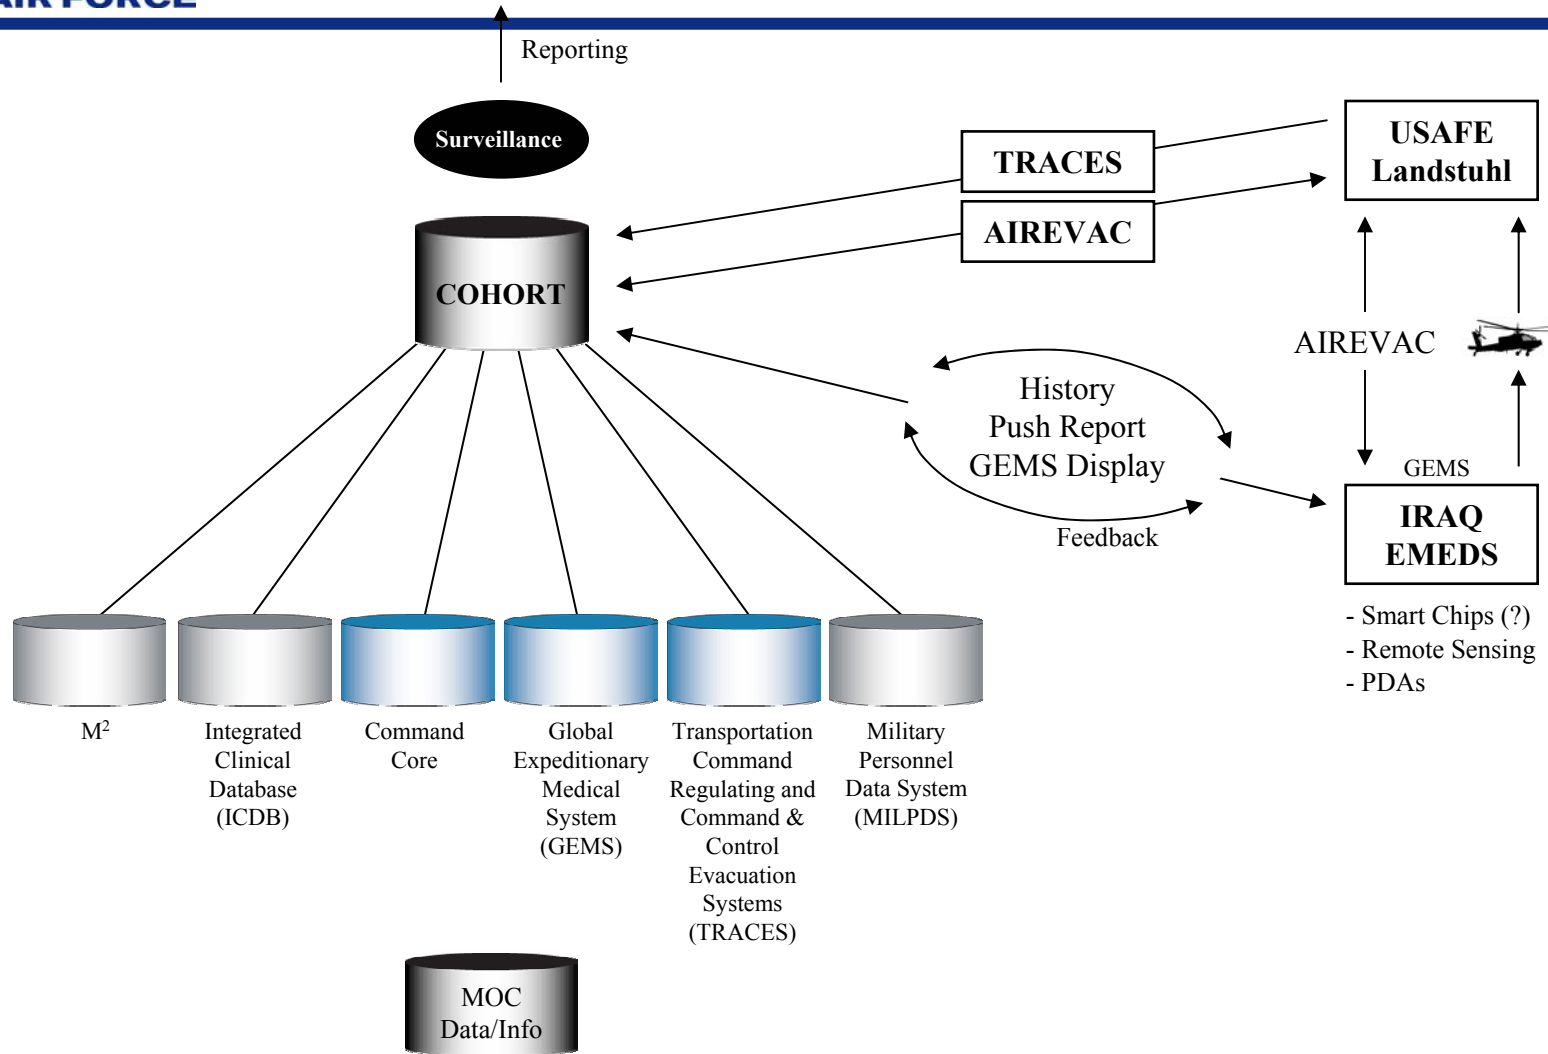 AIR FORCE
Reporting
Surveillance
COHORT
TRACES
AIREVAC
USAFE
Landstuhl
AIREVAC
History
Push Report
GEMS Display
Feedback
GEMS
IRAQ
EMEDS
- Smart Chips (?)
- Remote Sensing
- PDAs
M²
Integrated
Clinical
Database
(ICDB)
Command
Core
Global
Expeditionary
Medical
System
(GEMS)
Transportation
Command
Regulating and
Command &
Control
Evacuation
Systems
(TRACES)
Military
Personnel
Data System
(MILPDS)
MOC
Data/Info